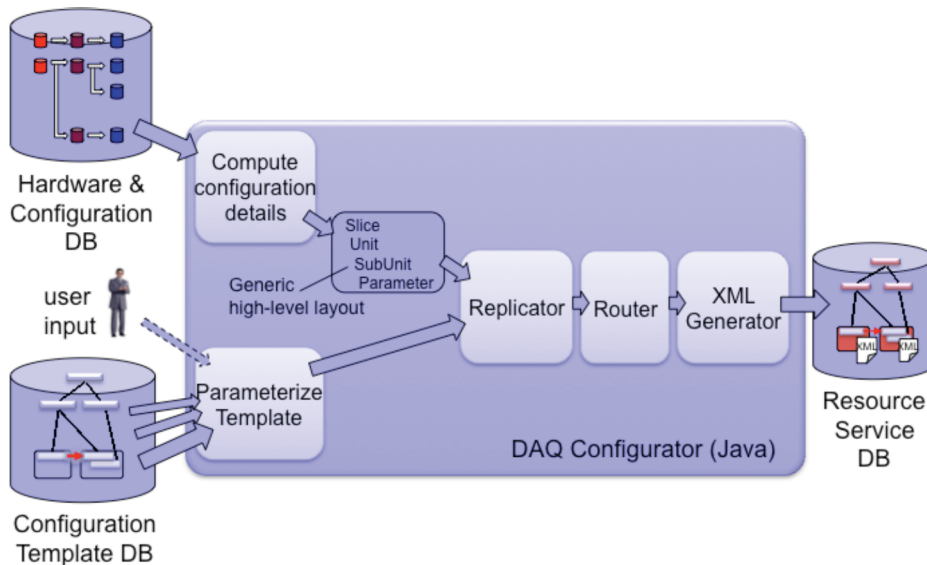 Hardware &
Configuration
DB
Compute
configuration
details
Slice
Unit
SubUnit
Parameter
Generic
high-level layout
user
input
Parameterize
Template
Replicator
Router
XML
Generator
DAQ Configurator (Java)
XML
XML
Resource
Service
DB
Configuration
Template DB